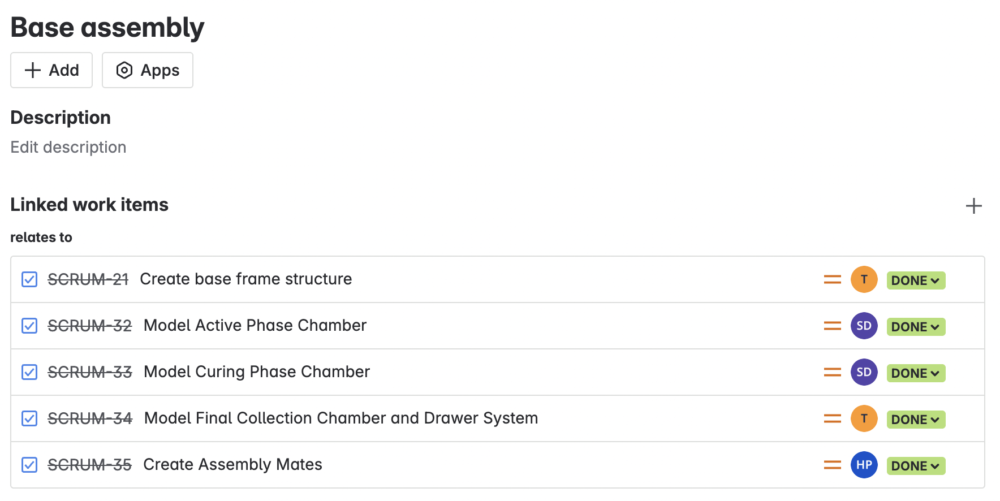 Base assembly
Add Apps
Description
Edit description
Linked work items
relates to
SCRUM-21 Create base frame structure T DONE
SCRUM-32 Model Active Phase Chamber SD DONE
SCRUM-33 Model Curing Phase Chamber SD DONE
SCRUM-34 Model Final Collection Chamber and Drawer System T DONE
SCRUM-35 Create Assembly Mates HP DONE